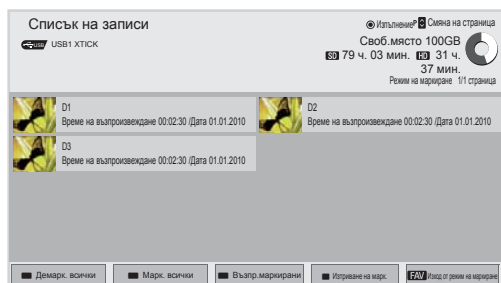 Списък на записи
Изпълнение P Смяна на страница
USB USB1 XTICK
Своб.място 100GB
SD 79 ч. 03 мин. HD 31 ч.
37 мин.
Режим на маркиране 1/1 страница
D1
Време на възпроизвеждане 00:02:30 /Дата 01.01.2010
D2
Време на възпроизвеждане 00:02:30 /Дата 01.01.2010
D3
Време на възпроизвеждане 00:02:30 /Дата 01.01.2010
Демарк. всички
Марк. всички
Възпр.маркирани
Изтриване на марк.
FAV Изход от режим на маркиране